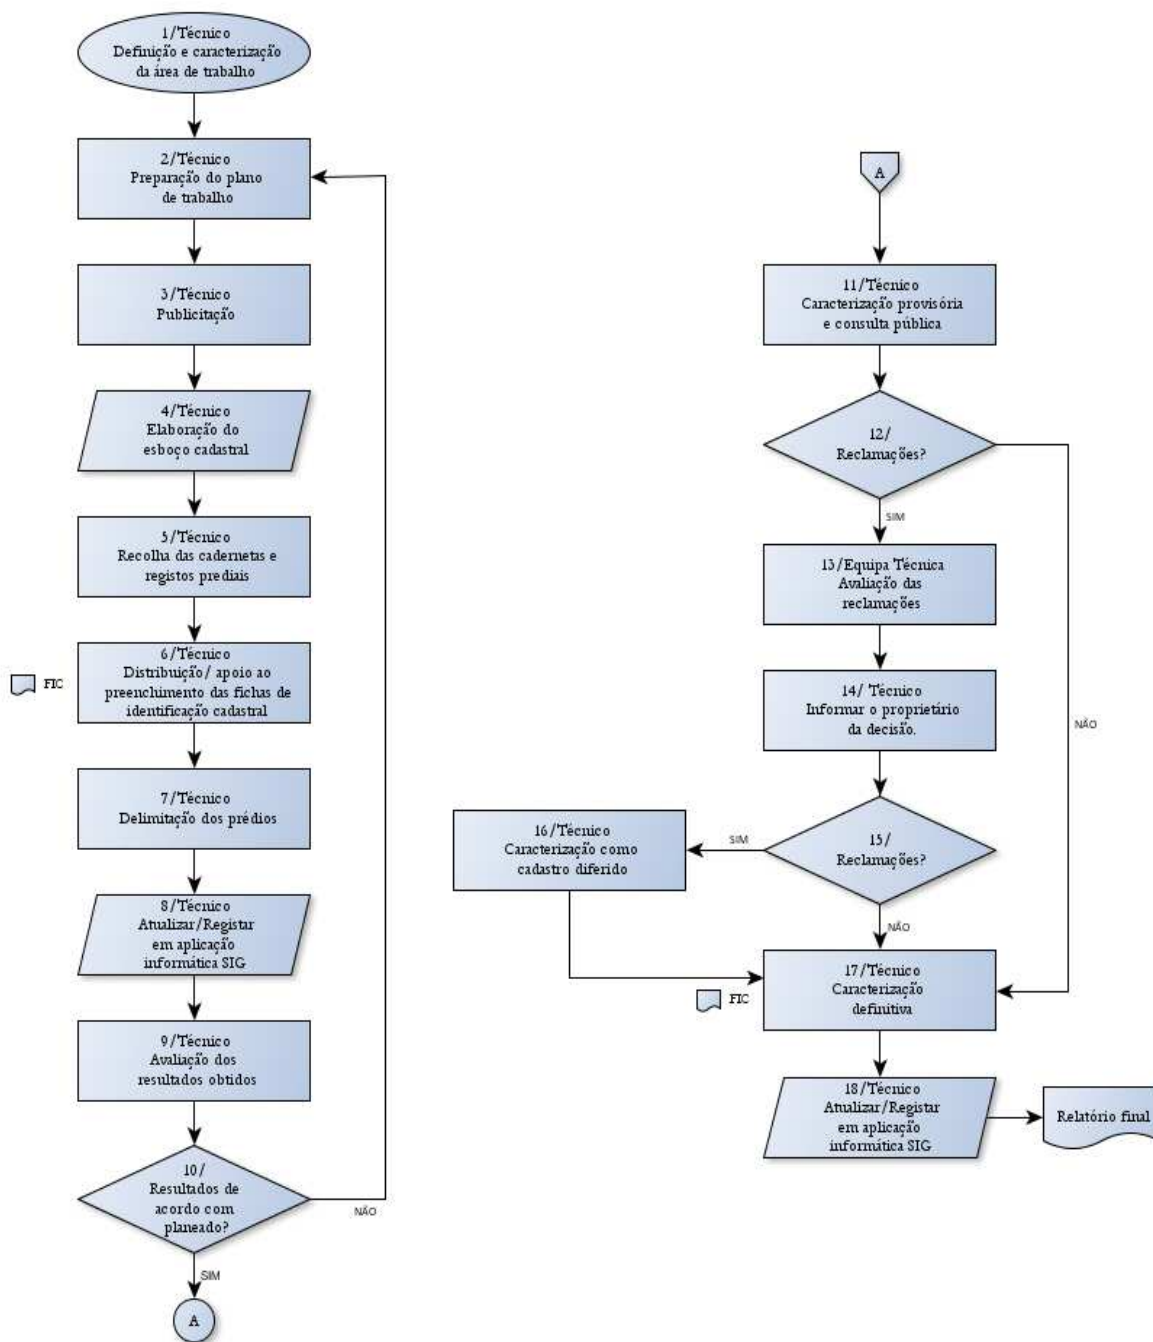 1/Técnico
Definição e caracterização
da área de trabalho
2/Técnico
Preparação do plano
de trabalho
3/Técnico
Publicitação
4/Técnico
Elaboração do
esboço cadastral
5/Técnico
Recolha das cadernetas e
registos prediais
6/Técnico
Distribuição/ apoio ao
preenchimento das fichas de
identificação cadastral
FIC
7/Técnico
Delimitação dos prédios
8/Técnico
Atualizar/Registar
em aplicação
informática SIG
9/Técnico
Avaliação dos
resultados obtidos
10/
Resultados de
acordo com
planeado?
NÃO
SIM
A
A
11/Técnico
Caracterização provisória
e consulta pública
12/
Reclamações?
SIM
NÃO
13/Equipa Técnica
Avaliação das
reclamações
14/ Técnico
Informar o proprietário
da decisão.
15/
Reclamações?
SIM
16/Técnico
Caracterização como
cadastro diferido
NÃO
17/Técnico
Caracterização
definitiva
FIC
18/Técnico
Atualizar/Registar
em aplicação
informática SIG
Relatório final